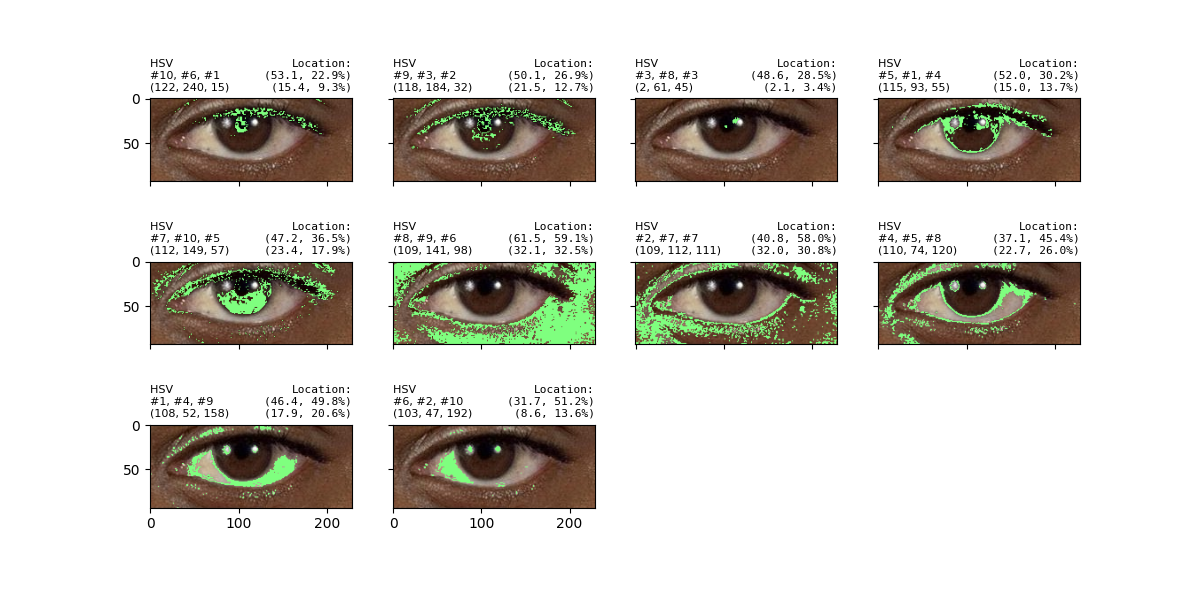 HSV Location:
#10, #6, #1 (53.1, 22.9%)
(122, 240, 15) (15.4, 9.3%)
HSV Location:
#9, #3, #2 (50.1, 26.9%)
(118, 184, 32) (21.5, 12.7%)
HSV Location:
#3, #8, #3 (48.6, 28.5%)
(2, 61, 45) (2.1, 3.4%)
HSV Location:
#5, #1, #4 (52.0, 30.2%)
(115, 93, 55) (15.0, 13.7%)
0
50
HSV Location:
#7, #10, #5 (47.2, 36.5%)
(112, 149, 57) (23.4, 17.9%)
HSV Location:
#8, #9, #6 (61.5, 59.1%)
(109, 141, 98) (32.1, 32.5%)
HSV Location:
#2, #7, #7 (40.8, 58.0%)
(109, 112, 111) (32.0, 30.8%)
HSV Location:
#4, #5, #8 (37.1, 45.4%)
(110, 74, 120) (22.7, 26.0%)
0
50
HSV Location:
#1, #4, #9 (46.4, 49.8%)
(108, 52, 158) (17.9, 20.6%)
HSV Location:
#6, #2, #10 (31.7, 51.2%)
(103, 47, 192) (8.6, 13.6%)
0
50
0 100 200
0 100 200